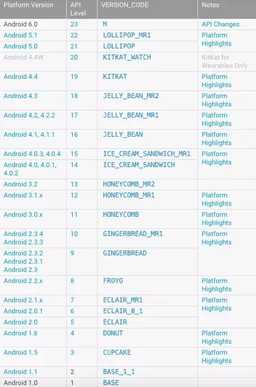 Platform Version API Level VERSION_CODE Notes
Android 6.0 23 M API Changes
Android 5.1 22 LOLLIPOP_MR1 Platform Highlights
Android 5.0 21 LOLLIPOP
Android 4.4W 20 KITKAT_WATCH KitKat for Wearables Only
Android 4.4 19 KITKAT Platform Highlights
Android 4.3 18 JELLY_BEAN_MR2 Platform Highlights
Android 4.2, 4.2.2 17 JELLY_BEAN_MR1 Platform Highlights
Android 4.1, 4.1.1 16 JELLY_BEAN Platform Highlights
Android 4.0.3, 4.0.4 15 ICE_CREAM_SANDWICH_MR1 Platform Highlights
Android 4.0, 4.0.1, 4.0.2 14 ICE_CREAM_SANDWICH
Android 3.2 13 HONEYCOMB_MR2
Android 3.1.x 12 HONEYCOMB_MR1 Platform Highlights
Android 3.0.x 11 HONEYCOMB Platform Highlights
Android 2.3.4
Android 2.3.3 10 GINGERBREAD_MR1 Platform Highlights
Android 2.3.2
Android 2.3.1
Android 2.3 9 GINGERBREAD
Android 2.2.x 8 FROYO Platform Highlights
Android 2.1.x 7 ECLAIR_MR1 Platform Highlights
Android 2.0.1 6 ECLAIR_0_1
Android 2.0 5 ECLAIR
Android 1.6 4 DONUT Platform Highlights
Android 1.5 3 CUPCAKE Platform Highlights
Android 1.1 2 BASE_1_1
Android 1.0 1 BASE